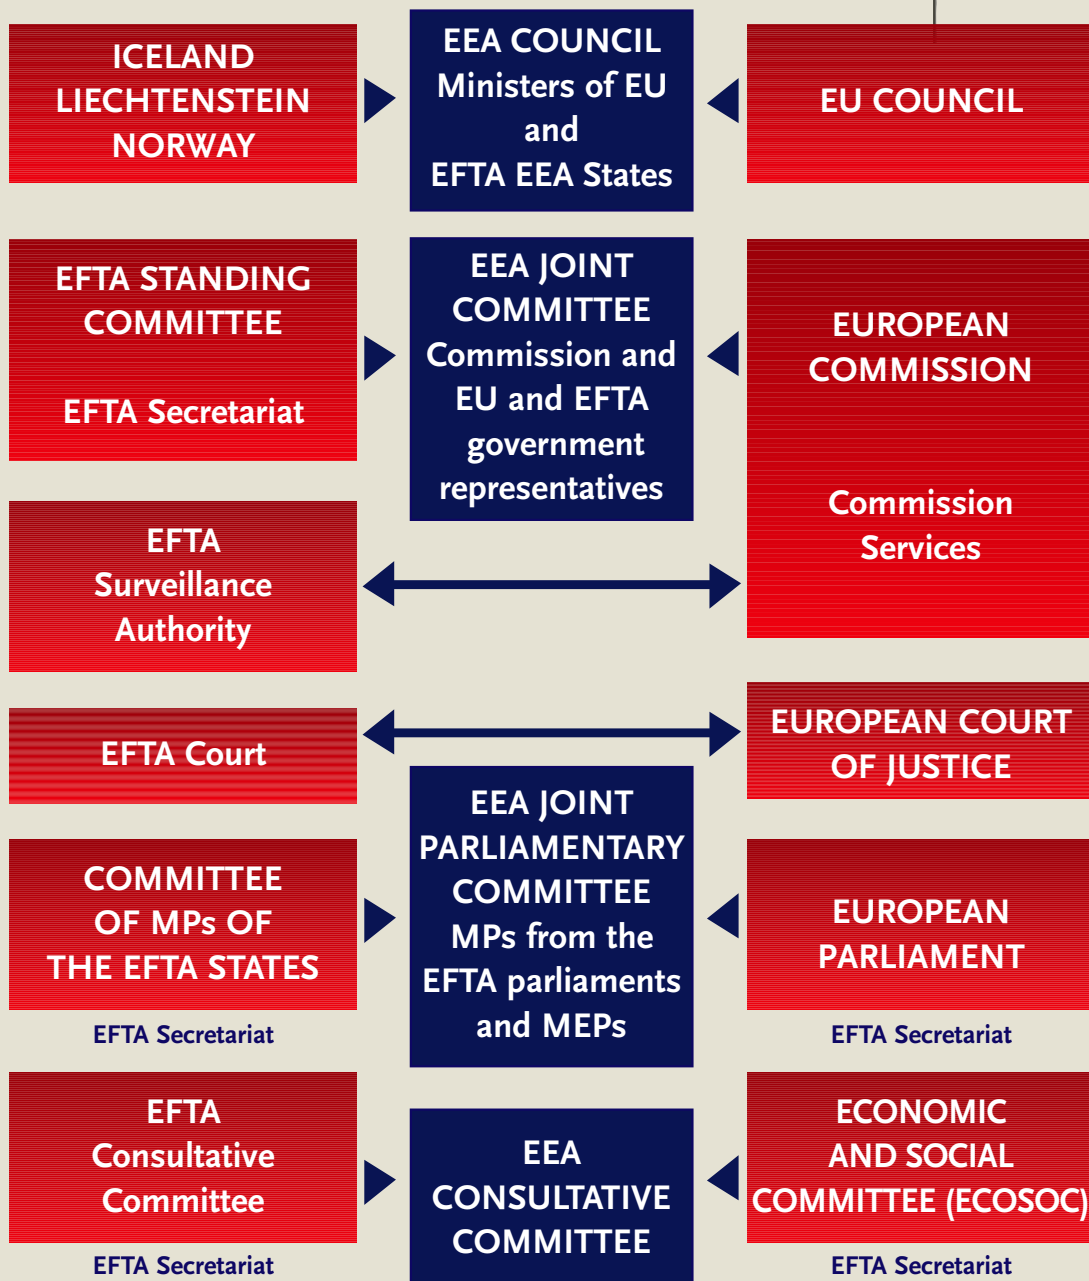 ICELAND
LIECHTENSTEIN
NORWAY
EEA COUNCIL
Ministers of EU
and
EFTA EEA States
EU COUNCIL
EFTA STANDING
COMMITTEE
EFTA Secretariat
EEA JOINT
COMMITTEE
Commission and
EU and EFTA
government
representatives
EUROPEAN
COMMISSION
Commission
Services
EFTA
Surveillance
Authority
EFTA Court
EUROPEAN COURT
OF JUSTICE
COMMITTEE
OF MPs OF
THE EFTA STATES
EFTA Secretariat
EEA JOINT
PARLIAMENTARY
COMMITTEE
MPs from the
EFTA parliaments
and MEPs
EUROPEAN
PARLIAMENT
EFTA Secretariat
EFTA
Consultative
Committee
EFTA Secretariat
EEA
CONSULTATIVE
COMMITTEE
ECONOMIC
AND SOCIAL
COMMITTEE (ECOSOC)
EFTA Secretariat